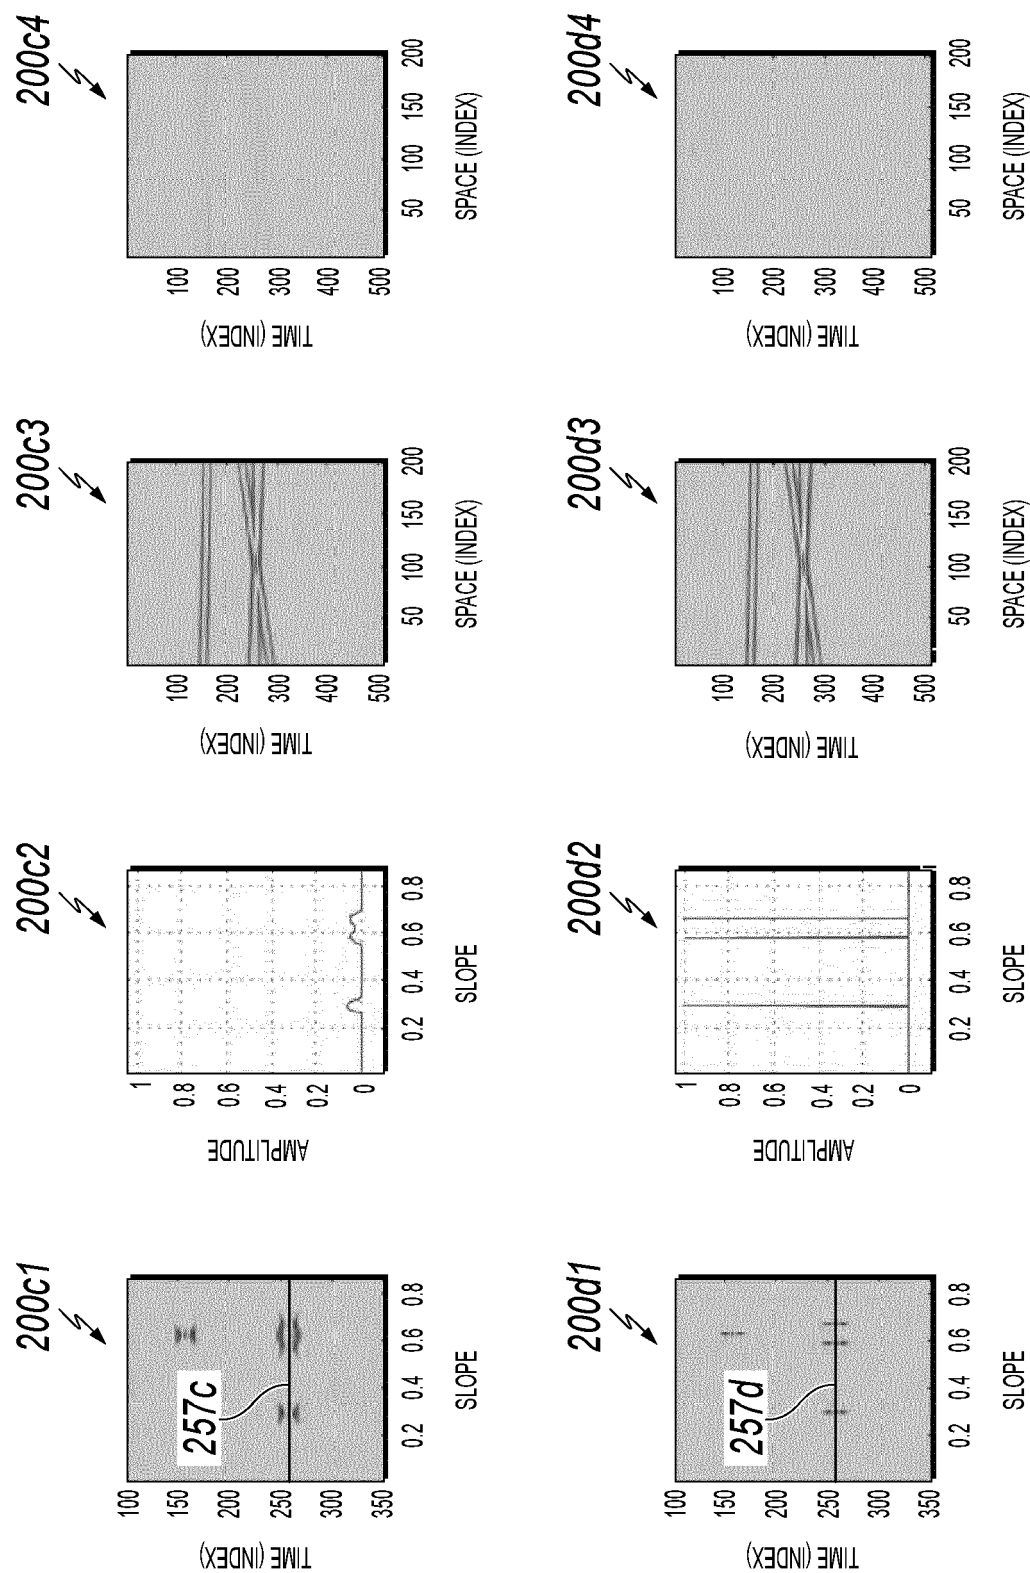 200c1
TIME (INDEX)
100
150
200
250
300
350
257c
0.2
0.4
0.6
0.8
SLOPE
200c2
AMPLITUDE
1
0.8
0.6
0.4
0.2
0
0.2
0.4
0.6
0.8
SLOPE
200c3
TIME (INDEX)
100
200
300
400
500
50
100
150
200
SPACE (INDEX)
200c4
TIME (INDEX)
100
200
300
400
500
50
100
150
200
SPACE (INDEX)
200d1
TIME (INDEX)
100
150
200
250
300
350
257d
0.2
0.4
0.6
0.8
SLOPE
200d2
AMPLITUDE
1
0.8
0.6
0.4
0.2
0
0.2
0.4
0.6
0.8
SLOPE
200d3
TIME (INDEX)
100
200
300
400
500
50
100
150
200
SPACE (INDEX)
200d4
TIME (INDEX)
100
200
300
400
500
50
100
150
200
SPACE (INDEX)